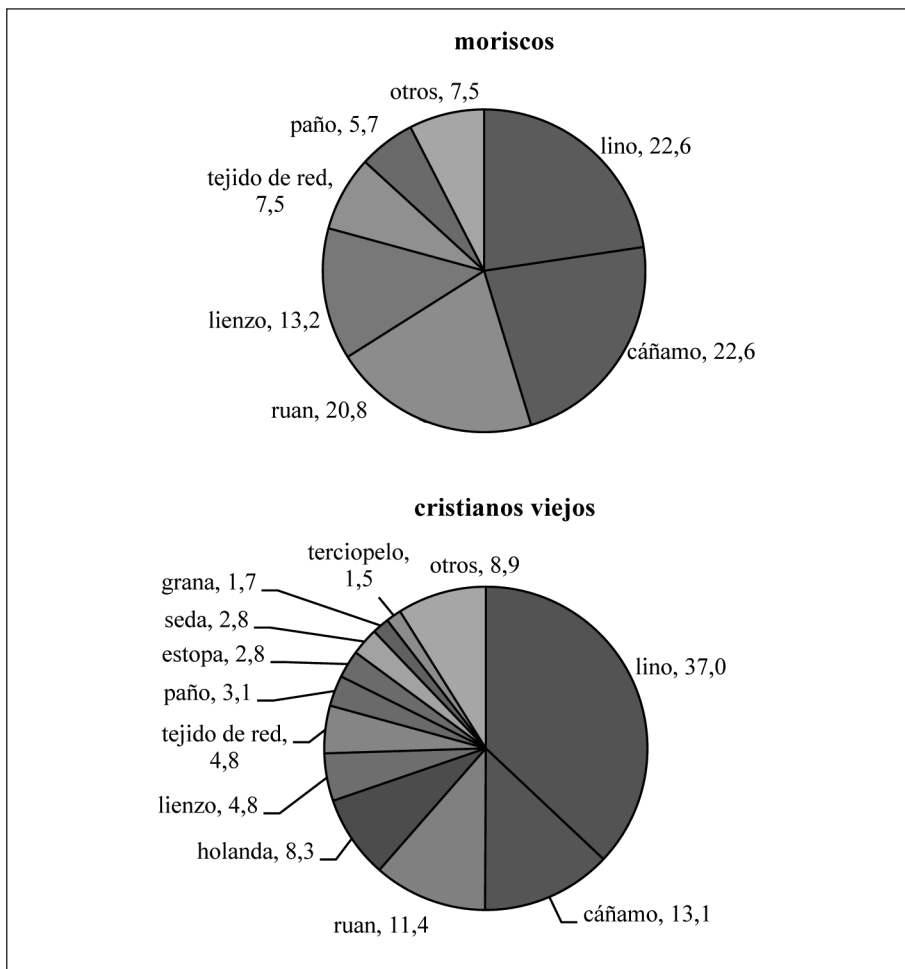 moriscos
otros, 7,5
paño, 5,7
lino, 22,6
tejido de red,
7,5
lienzo, 13,2
cáñamo, 22,6
ruan, 20,8
cristianos viejos
terciopelo,
1,5
otros, 8,9
grana, 1,7
seda, 2,8
estopa, 2,8
paño, 3,1
tejido de red,
4,8
lienzo, 4,8
holanda, 8,3
lino, 37,0
cáñamo, 13,1
ruan, 11,4